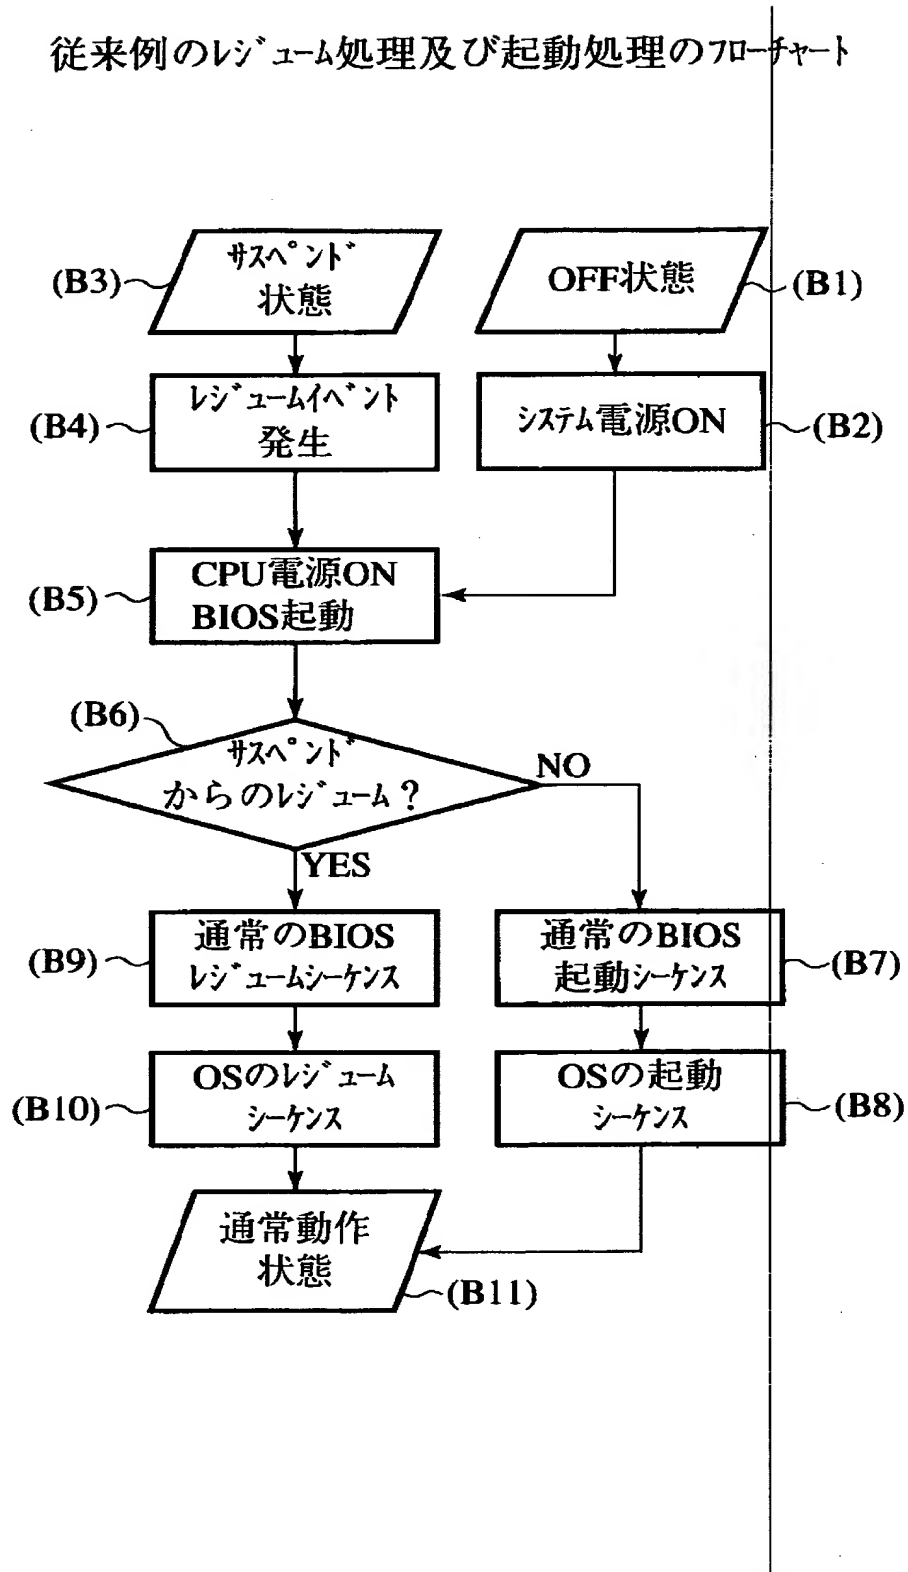 従来例のﾚｼﾞｭｰﾑ処理及び起動処理のﾌﾛｰﾁｬｰﾄ
(B3)
ｻｽﾍﾟﾝﾄﾞ
状態
OFF状態
(B1)
(B4)
ﾚｼﾞｭｰﾑｲﾍﾞﾝﾄ
発生
ｼｽﾃﾑ電源ON
(B2)
(B5)
CPU電源ON
BIOS起動
(B6)
ｻｽﾍﾟﾝﾄﾞ
からのﾚｼﾞｭｰﾑ?
NO
YES
(B9)
通常のBIOS
ﾚｼﾞｭｰﾑｼｰｹﾝｽ
通常のBIOS
起動ｼｰｹﾝｽ
(B7)
(B10)
OSのﾚｼﾞｭｰﾑ
ｼｰｹﾝｽ
OSの起動
ｼｰｹﾝｽ
(B8)
通常動作
状態
(B11)